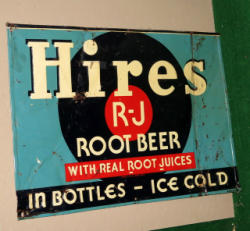 Hires
R-J
ROOT BEER
WITH REAL ROOT JUICES
IN BOTTLES - ICE COLD